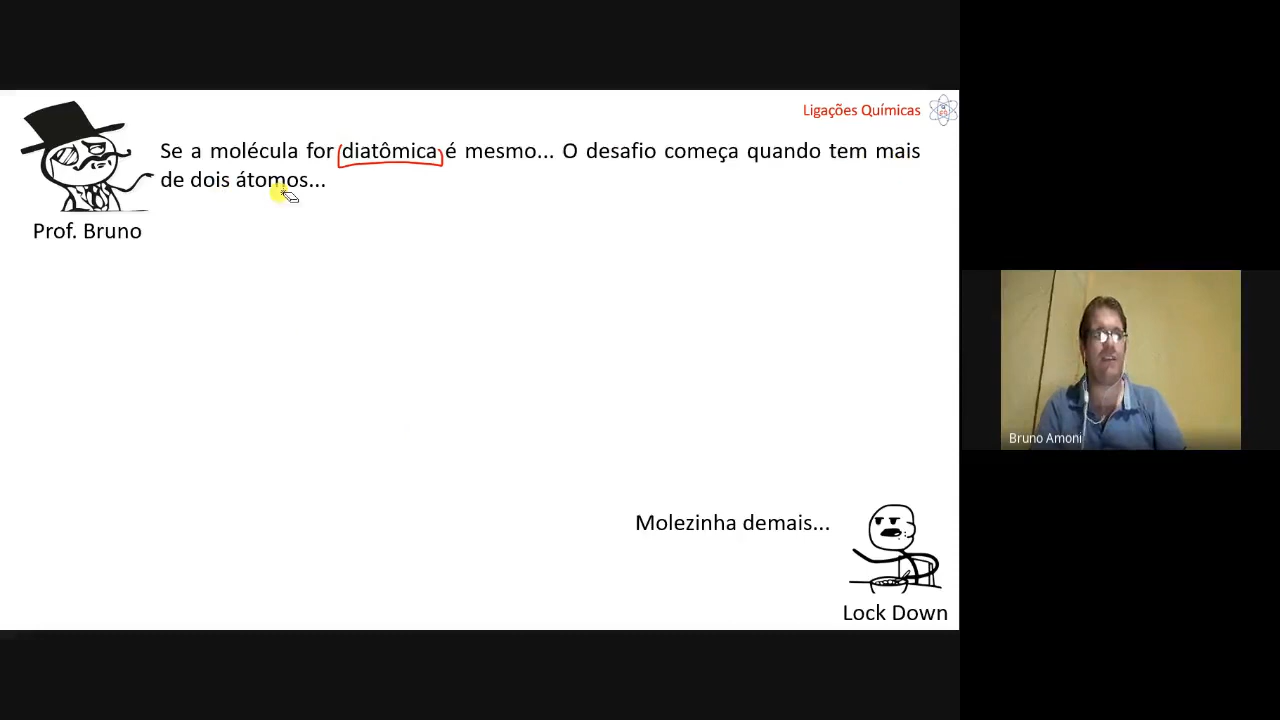 Ligações Químicas
Se a molécula for diatômica é mesmo... O desafio começa quando tem mais
de dois átomos...
Prof. Bruno
Bruno Amoni
Molezinha demais...
Lock Down